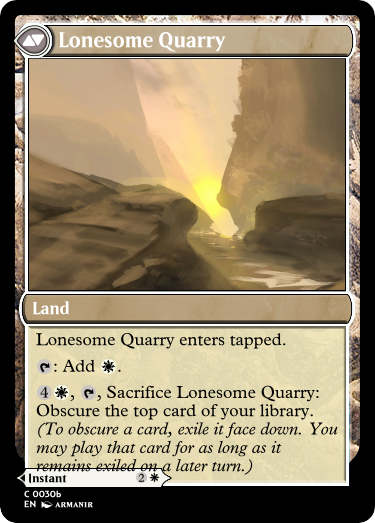 Lonesome Quarry
Land
Lonesome Quarry enters tapped.
: Add .
4 , , Sacrifice Lonesome Quarry:
Obscure the top card of your library.
(To obscure a card, exile it face down. You
may play that card for as long as it
remains exiled on a later turn.)
Instant 2
C 0030b
EN ARMANIR